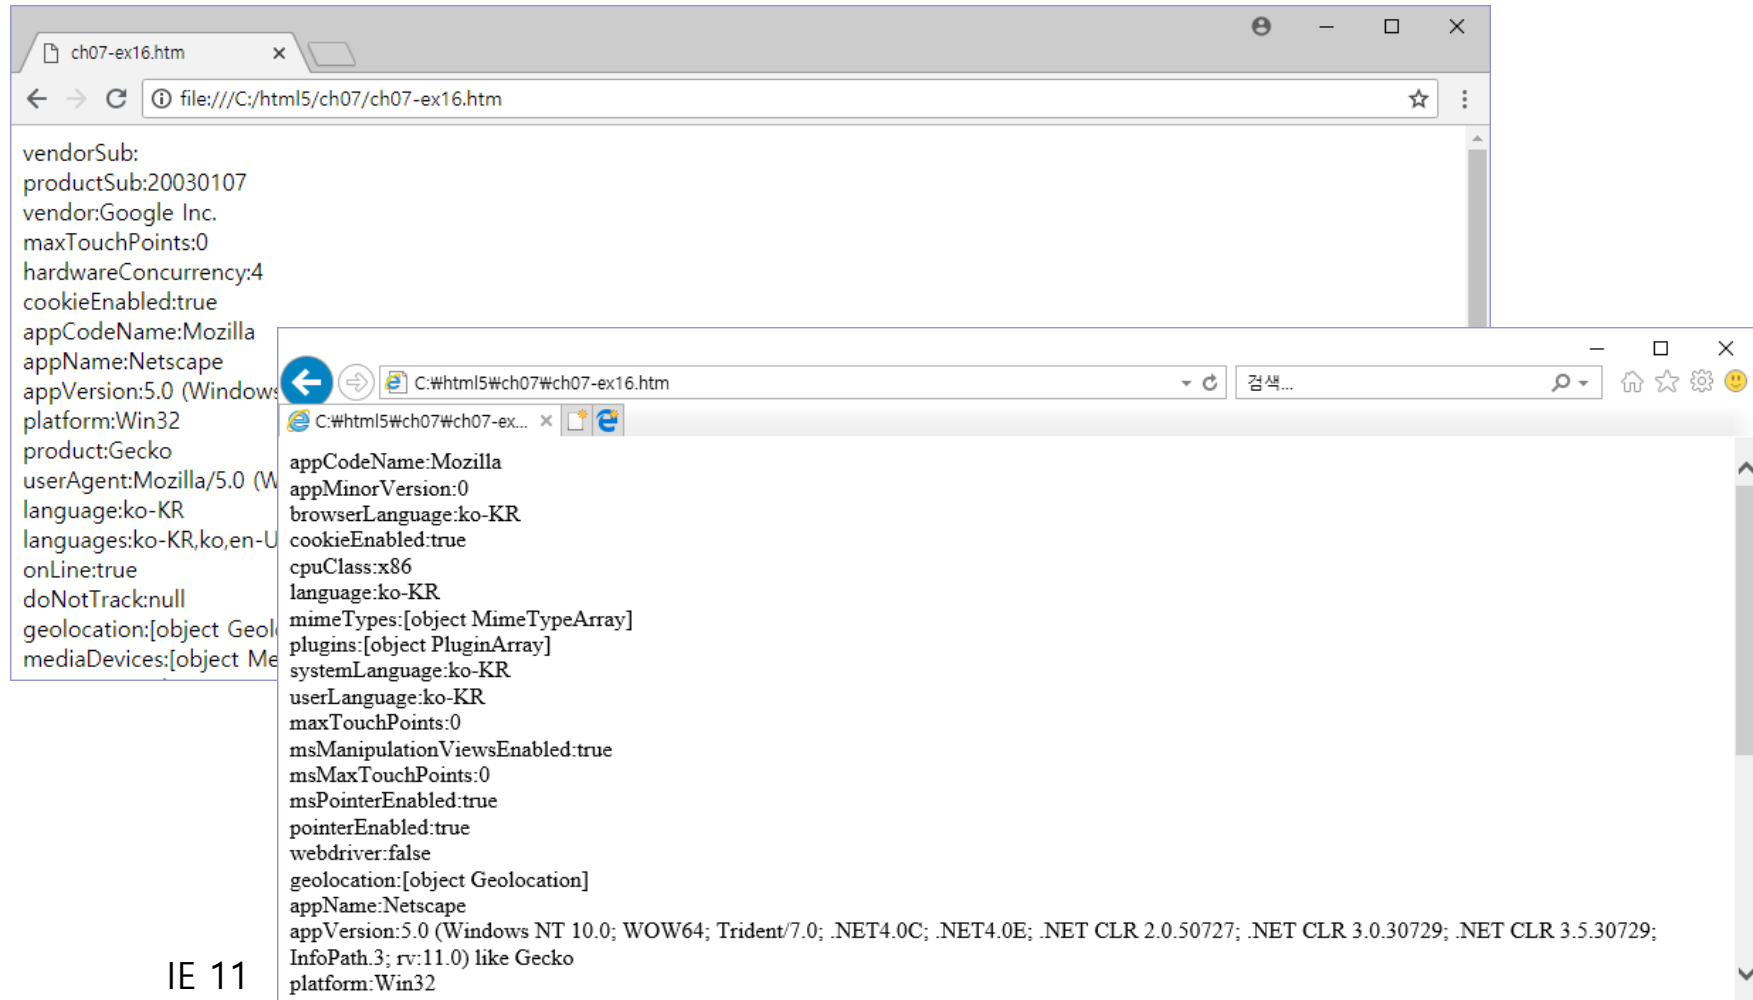 ch07-ex16.htm
file:///C:/html5/ch07/ch07-ex16.htm
vendorSub:
productSub:20030107
vendor:Google Inc.
maxTouchPoints:0
hardwareConcurrency:4
cookieEnabled:true
appCodeName:Mozilla
appName:Netscape
appVersion:5.0 (Windows
platform:Win32
product:Gecko
userAgent:Mozilla/5.0 (W
language:ko-KR
languages:ko-KR,ko,en-U
onLine:true
doNotTrack:null
geolocation:[object Geol
mediaDevices:[object Me
C:₩html5₩ch07₩ch07-ex16.htm
검색...
C:₩html5₩ch07₩ch07-ex...
appCodeName:Mozilla
appMinorVersion:0
browserLanguage:ko-KR
cookieEnabled:true
cpuClass:x86
language:ko-KR
mimeTypes:[object MimeTypeArray]
plugins:[object PluginArray]
systemLanguage:ko-KR
userLanguage:ko-KR
maxTouchPoints:0
msManipulationViewsEnabled:true
msMaxTouchPoints:0
msPointerEnabled:true
pointerEnabled:true
webdriver:false
geolocation:[object Geolocation]
appName:Netscape
appVersion:5.0 (Windows NT 10.0; WOW64; Trident/7.0; .NET4.0C; .NET4.0E; .NET CLR 2.0.50727; .NET CLR 3.0.30729; .NET CLR 3.5.30729;
InfoPath.3; rv:11.0) like Gecko
platform:Win32
IE 11